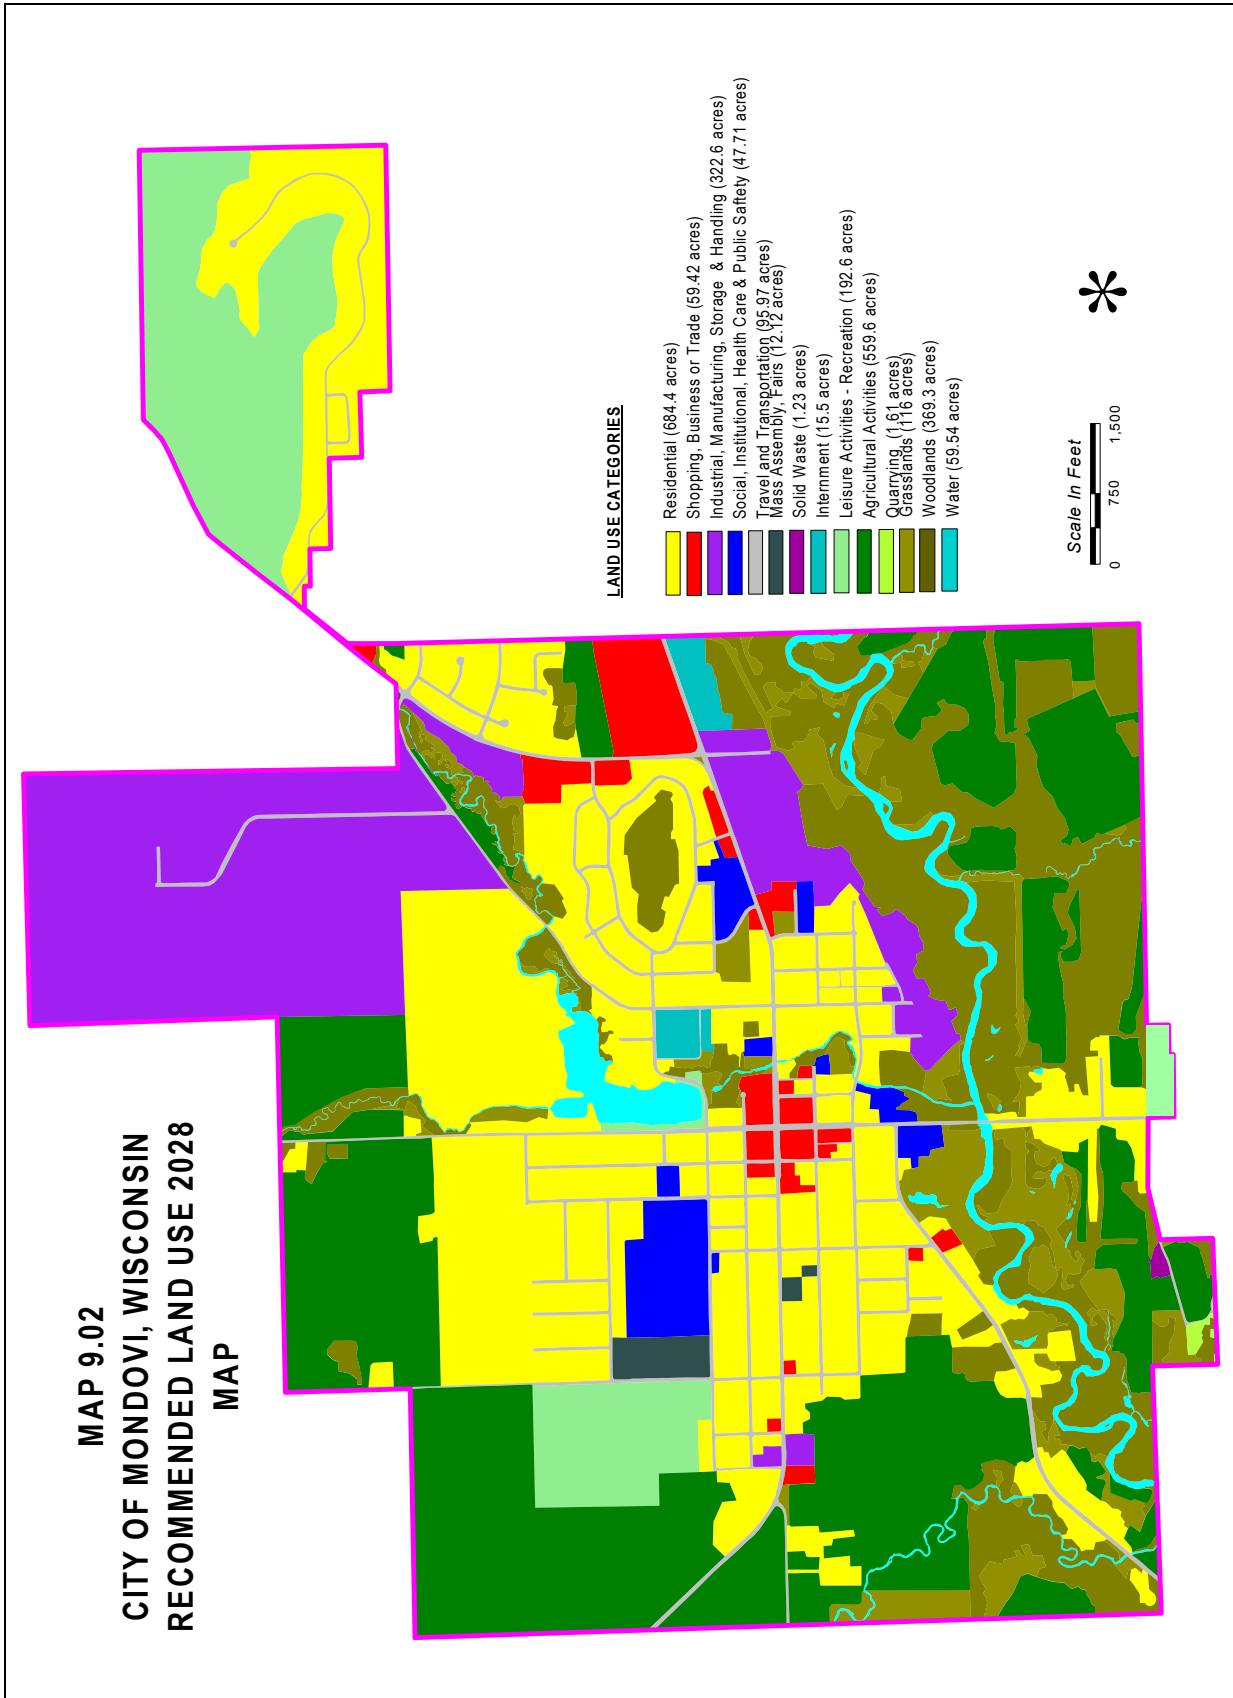 MAP 9.02
CITY OF MONDOVI, WISCONSIN
RECOMMENDED LAND USE 2028
MAP
LAND USE CATEGORIES
Residential (684.4 acres)
Shopping, Business or Trade (59.42 acres)
Industrial, Manufacturing, Storage & Handling (322.6 acres)
Social, Institutional, Health Care & Public Saftety (47.71 acres)
Travel and Transportation (95.97 acres)
Mass Assembly, Fairs (12.12 acres)
Solid Waste (1.23 acres)
Internment (15.5 acres)
Leisure Activities - Recreation (192.6 acres)
Agricultural Activities (559.6 acres)
Quarrying (1.61 acres)
Grasslands (116 acres)
Woodlands (369.3 acres)
Water (59.54 acres)
Scale In Feet
0 750 1,500